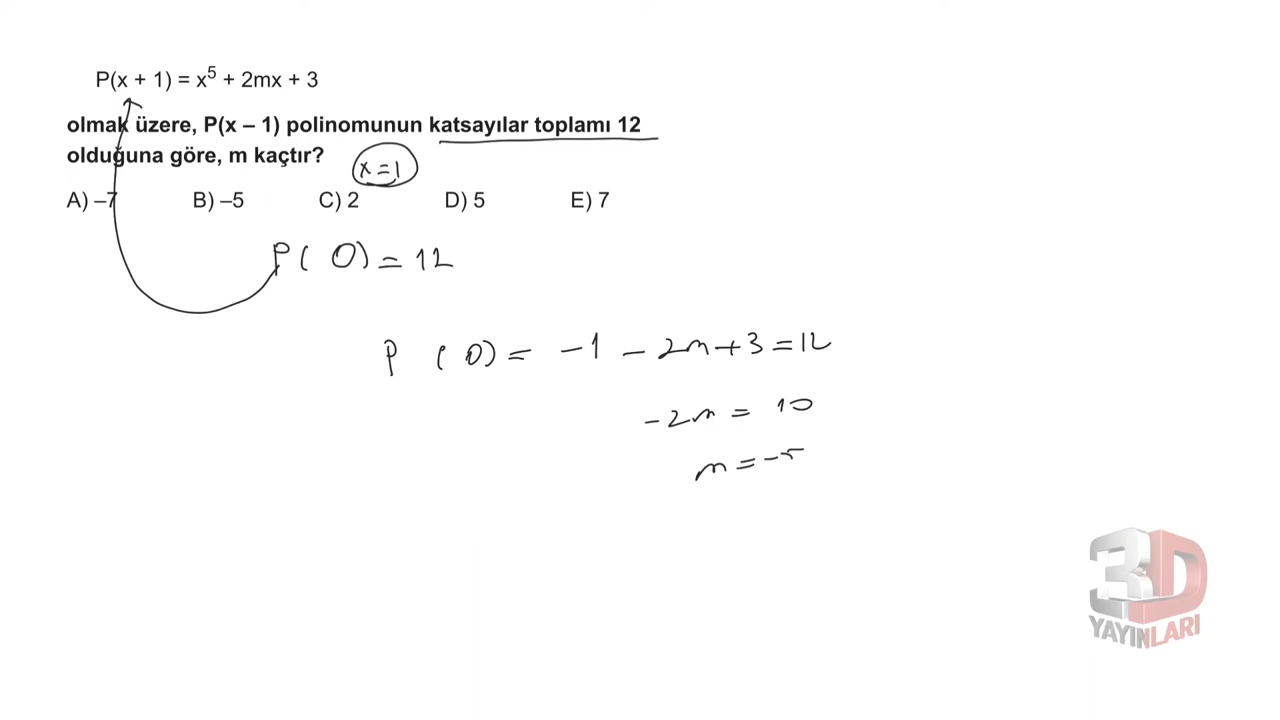 P(x + 1) = x⁵ + 2mx + 3
olmak üzere, P(x – 1) polinomunun katsayılar toplamı 12
olduğuna göre, m kaçtır?
x=1
A) –7 B) –5 C) 2 D) 5 E) 7
P( 0) = 12
P (0) = -1 - 2m+3 = 12
-2m = 10
m = -5
3D
YAYINLARI